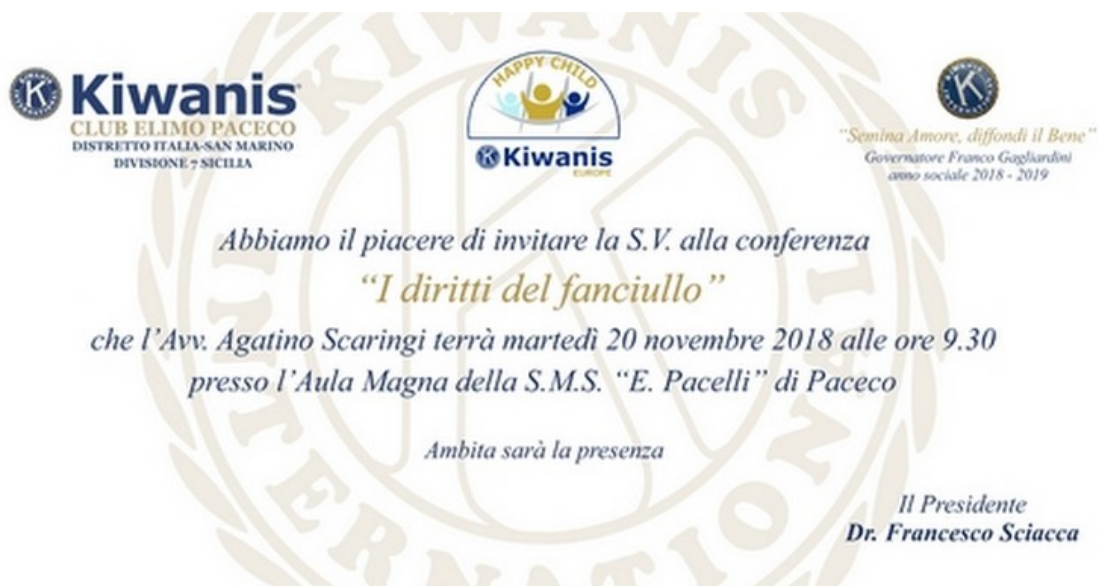 Kiwanis
CLUB ELIMO PACECO
DISTRETTO ITALIA-SAN MARINO
DIVISIONE 7 SICILIA
HAPPY CHILD
Kiwanis
EUROPE
“Semina Amore, diffondi il Bene”
Governatore Franco Gagliardini
anno sociale 2018 - 2019
Abbiamo il piacere di invitare la S.V. alla conferenza
“I diritti del fanciullo”
che l’Avv. Agatino Scaringi terrà martedì 20 novembre 2018 alle ore 9.30
presso l’Aula Magna della S.M.S. “E. Pacelli” di Paceco
Ambita sarà la presenza
Il Presidente
Dr. Francesco Sciacca
KIWANIS
INTERNATIONAL